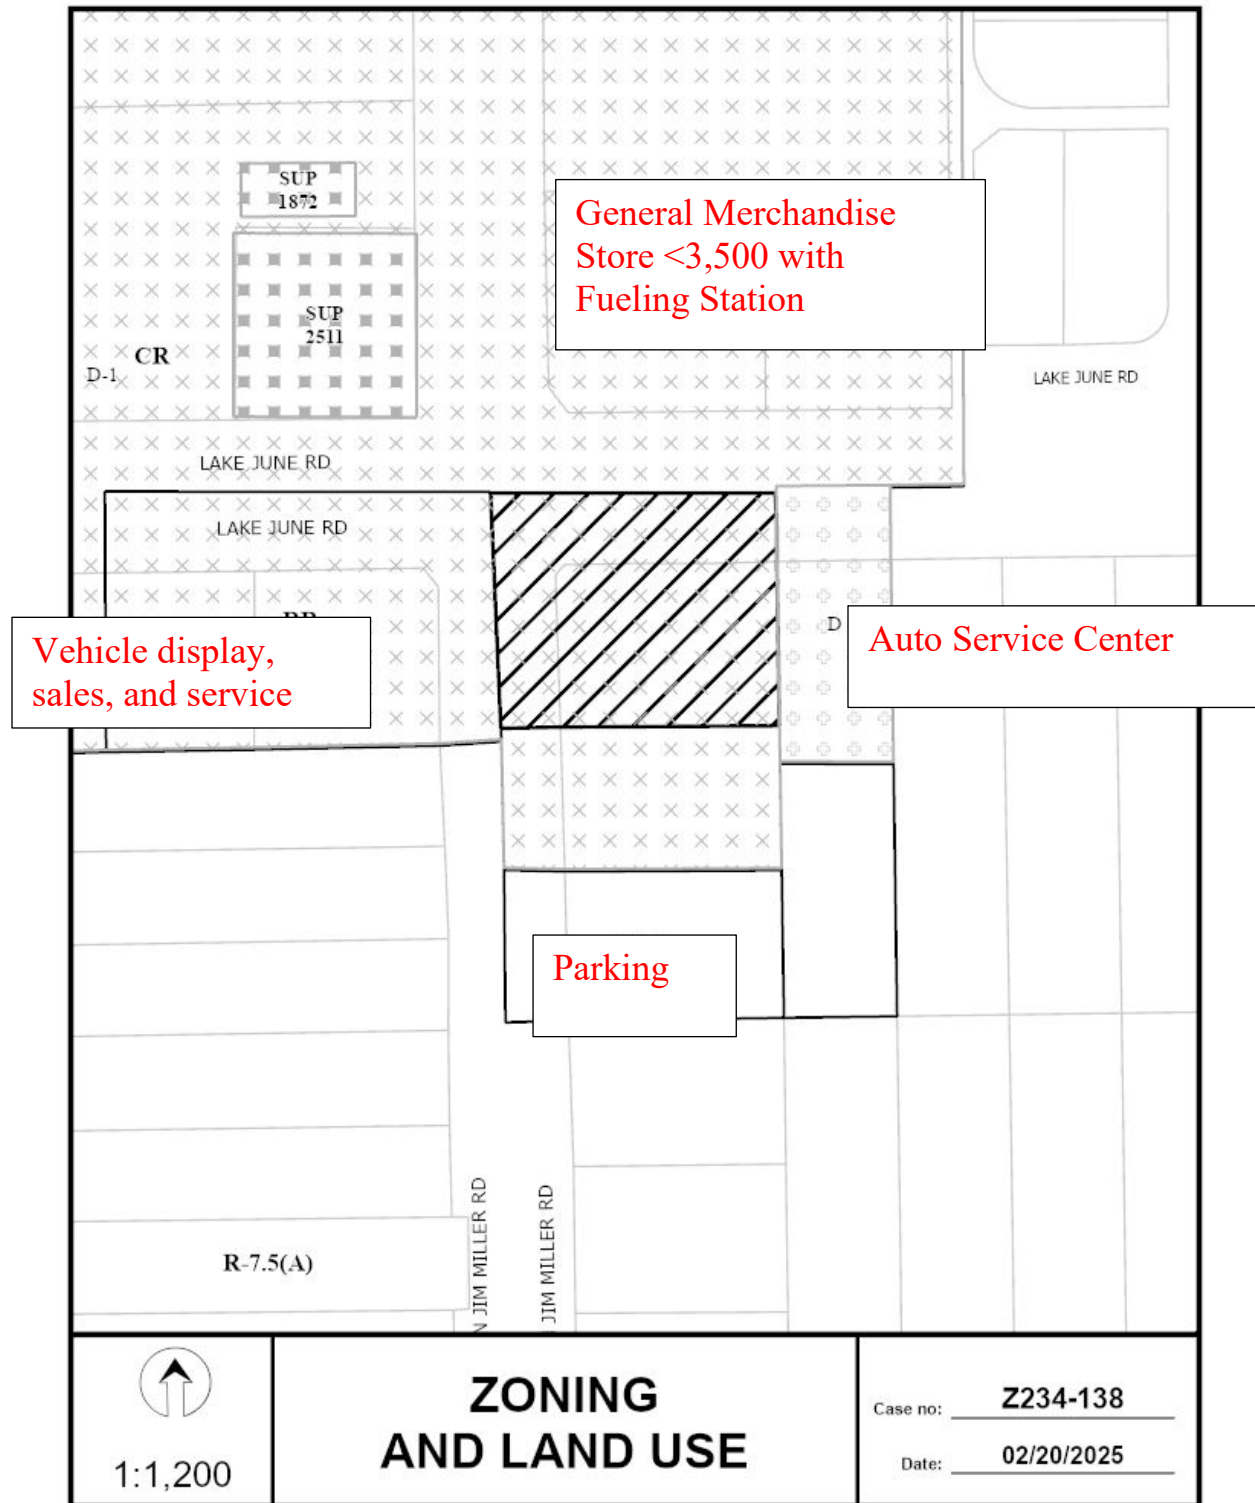 SUP
1872
General Merchandise
Store <3,500 with
Fueling Station
SUP
2511
CR
D-1
LAKE JUNE RD
LAKE JUNE RD
LAKE JUNE RD
D
Vehicle display,
sales, and service
Auto Service Center
Parking
N JIM MILLER RD
JIM MILLER RD
R-7.5(A)
1:1,200
ZONING
AND LAND USE
Case no: Z234-138
Date: 02/20/2025